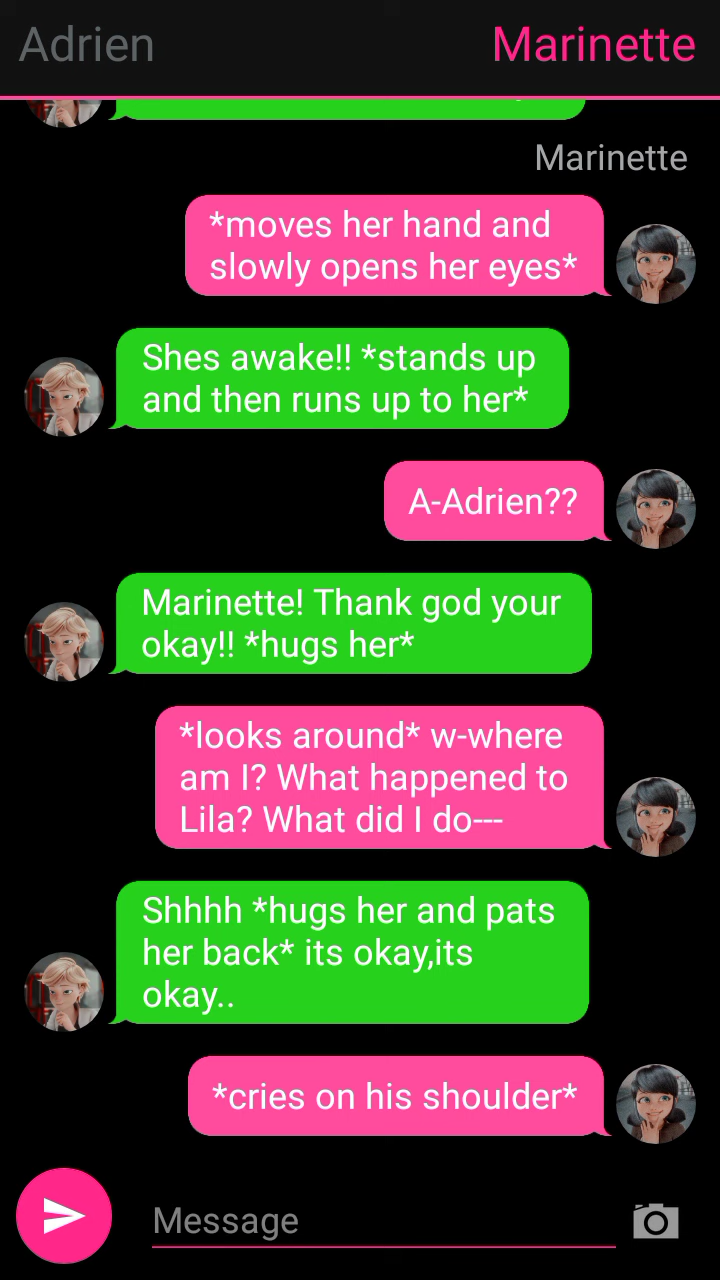 Adrien
Marinette
Marinette
*moves her hand and
slowly opens her eyes*
Shes awake!! *stands up
and then runs up to her*
A-Adrien??
Marinette! Thank god your
okay!! *hugs her*
*looks around* w-where
am I? What happened to
Lila? What did I do---
Shhhh *hugs her and pats
her back* its okay,its
okay..
*cries on his shoulder*
Message